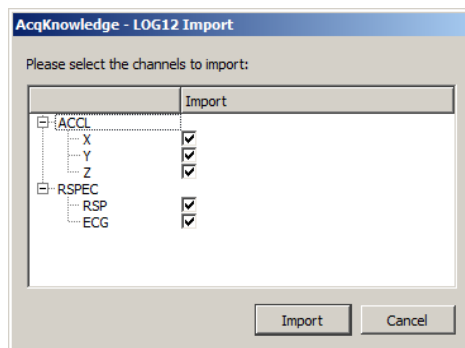 AcqKnowledge - LOG12 Import
Please select the channels to import:
Import
ACCL
X
Y
Z
RSPEC
RSP
ECG
Import Cancel